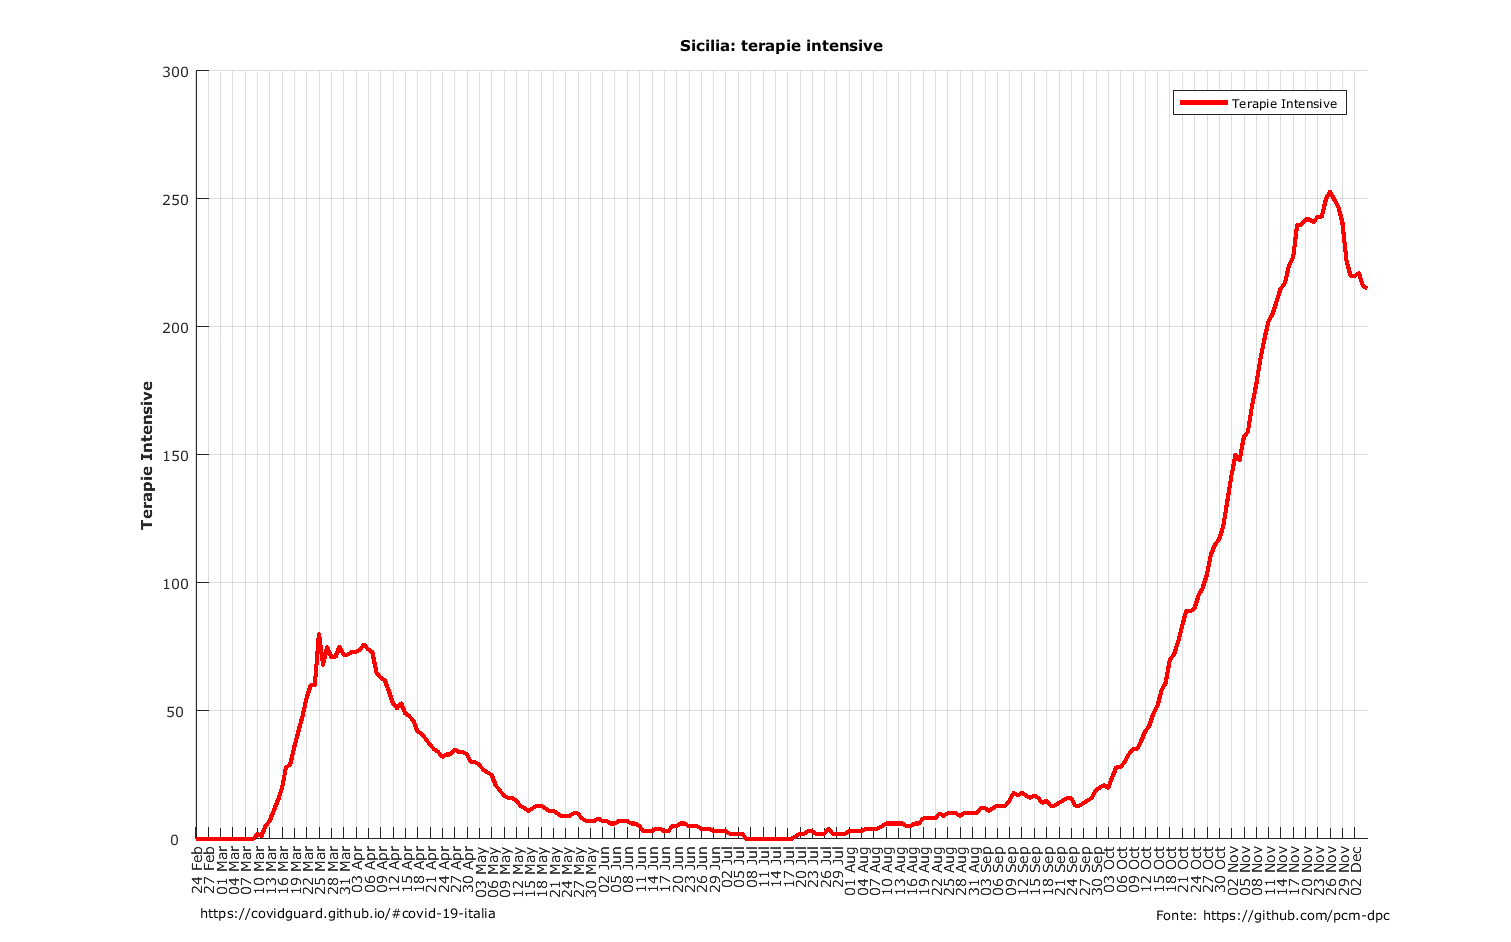 Sicilia: terapie intensive
Terapie Intensive
Terapie Intensive
300
250
200
150
100
50
0
24 Feb
27 Feb
01 Mar
04 Mar
07 Mar
10 Mar
13 Mar
16 Mar
19 Mar
22 Mar
25 Mar
28 Mar
31 Mar
03 Apr
06 Apr
09 Apr
12 Apr
15 Apr
18 Apr
21 Apr
24 Apr
27 Apr
30 Apr
03 May
06 May
09 May
12 May
15 May
18 May
21 May
24 May
27 May
30 May
02 Jun
05 Jun
08 Jun
11 Jun
14 Jun
17 Jun
20 Jun
23 Jun
26 Jun
29 Jun
02 Jul
05 Jul
08 Jul
11 Jul
14 Jul
17 Jul
20 Jul
23 Jul
26 Jul
29 Jul
01 Aug
04 Aug
07 Aug
10 Aug
13 Aug
16 Aug
19 Aug
22 Aug
25 Aug
28 Aug
31 Aug
03 Sep
06 Sep
09 Sep
12 Sep
15 Sep
18 Sep
21 Sep
24 Sep
27 Sep
30 Sep
03 Oct
06 Oct
09 Oct
12 Oct
15 Oct
18 Oct
21 Oct
24 Oct
27 Oct
30 Oct
02 Nov
05 Nov
08 Nov
11 Nov
14 Nov
17 Nov
20 Nov
23 Nov
26 Nov
29 Nov
02 Dec
https://covidguard.github.io/#covid-19-italia
Fonte: https://github.com/pcm-dpc